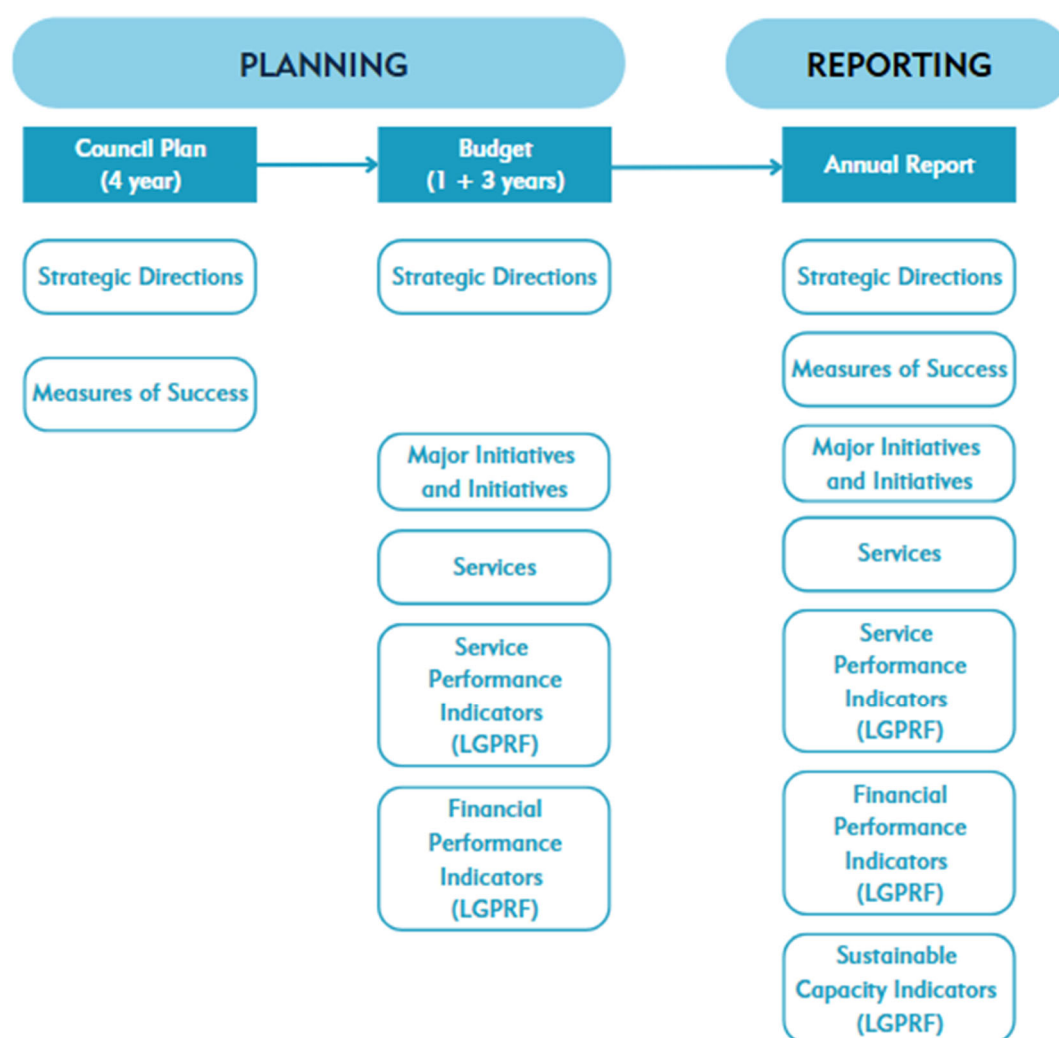 PLANNING
REPORTING
Council Plan
(4 year)
Budget
(1 + 3 years)
Annual Report
Strategic Directions
Strategic Directions
Strategic Directions
Measures of Success
Measures of Success
Major Initiatives
and Initiatives
Major Initiatives
and Initiatives
Services
Services
Service
Performance
Indicators
(LGPRF)
Service
Performance
Indicators
(LGPRF)
Financial
Performance
Indicators
(LGPRF)
Financial
Performance
Indicators
(LGPRF)
Sustainable
Capacity Indicators
(LGPRF)